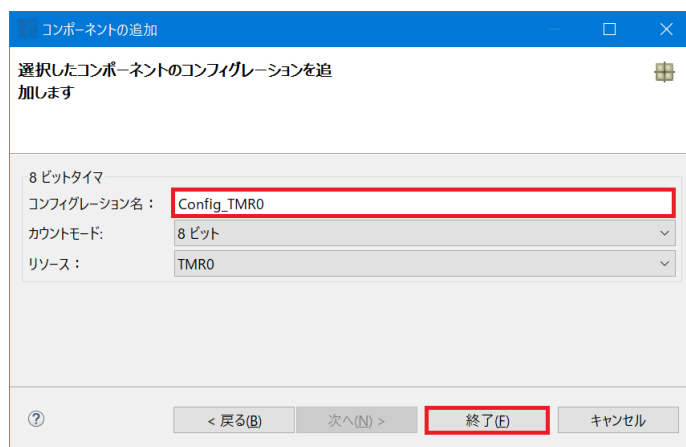 コンポーネントの追加
選択したコンポーネントのコンフィグレーションを追
加します
8 ビットタイマ
コンフィグレーション名： Config_TMR0
カウントモード: 8 ビット
リソース： TMR0
< 戻る(B) 次へ(N) > 終了(F) キャンセル